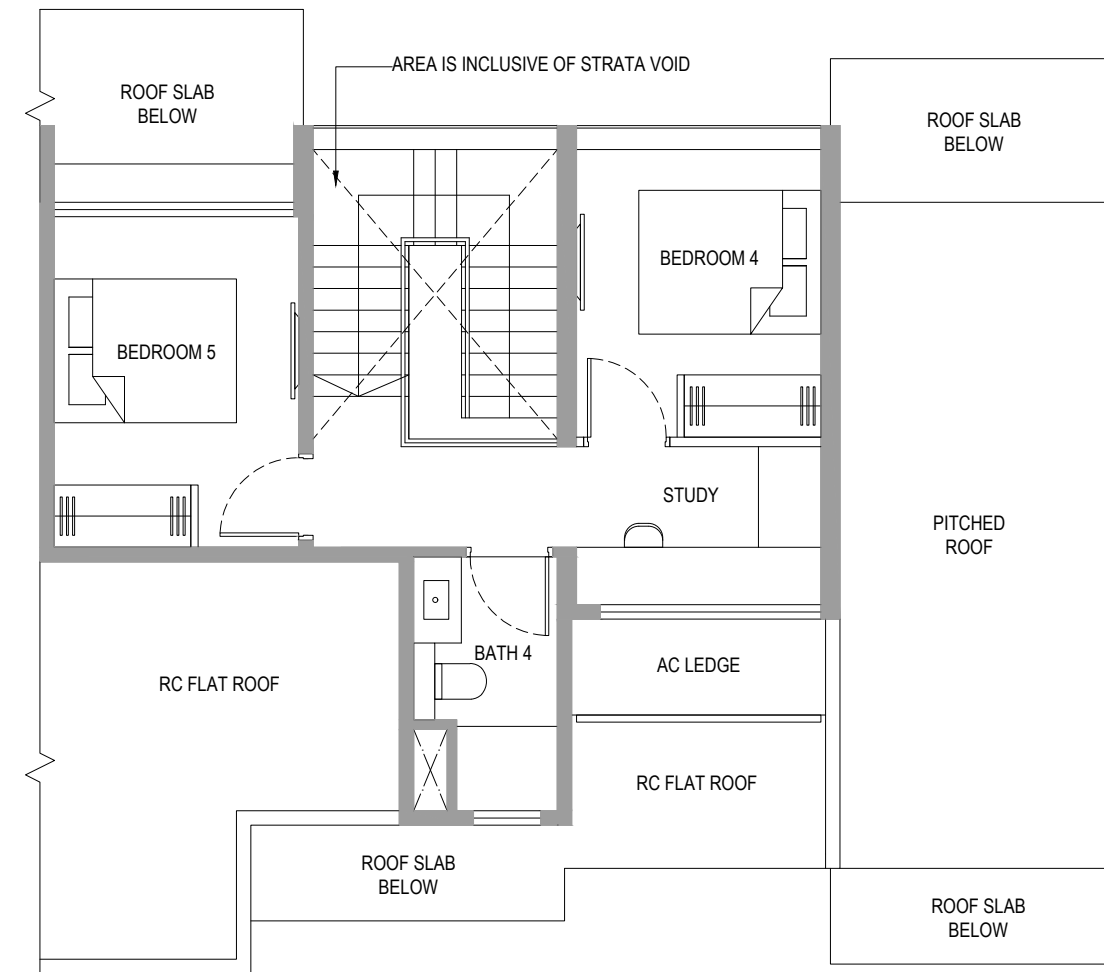 AREA IS INCLUSIVE OF STRATA VOID
ROOF SLAB
BELOW
ROOF SLAB
BELOW
BEDROOM 4
BEDROOM 5
STUDY
PITCHED
ROOF
BATH 4
AC LEDGE
RC FLAT ROOF
RC FLAT ROOF
ROOF SLAB
BELOW
ROOF SLAB
BELOW